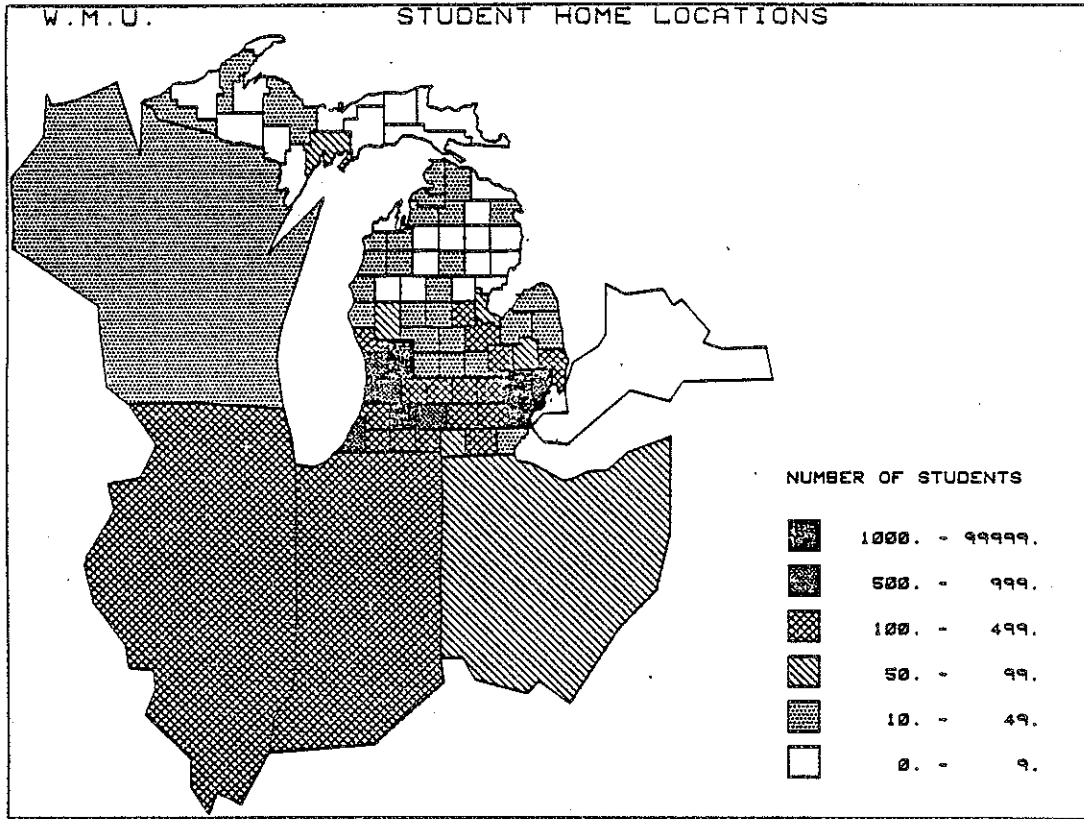 W.M.U. STUDENT HOME LOCATIONS
NUMBER OF STUDENTS
1000. - 99999.
500. - 999.
100. - 499.
50. - 99.
10. - 49.
0. - 9.